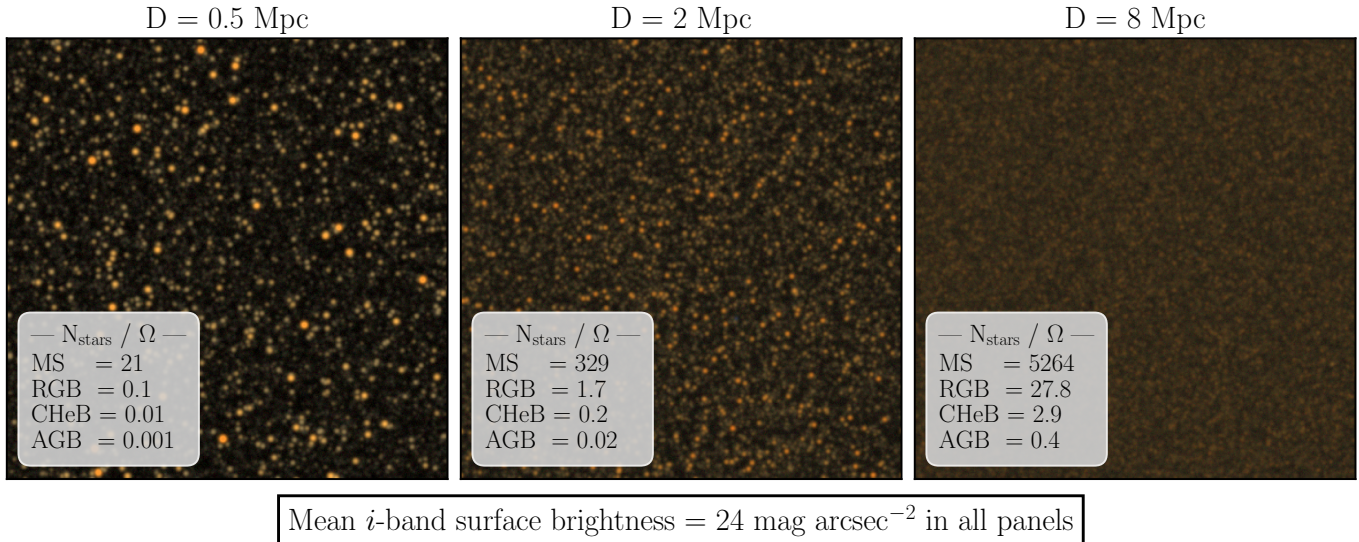 D = 0.5 Mpc
D = 2 Mpc
D = 8 Mpc
— N_stars / Ω —
MS = 21
RGB = 0.1
CHeB = 0.01
AGB = 0.001
— N_stars / Ω —
MS = 329
RGB = 1.7
CHeB = 0.2
AGB = 0.02
— N_stars / Ω —
MS = 5264
RGB = 27.8
CHeB = 2.9
AGB = 0.4
Mean i-band surface brightness = 24 mag arcsec⁻² in all panels